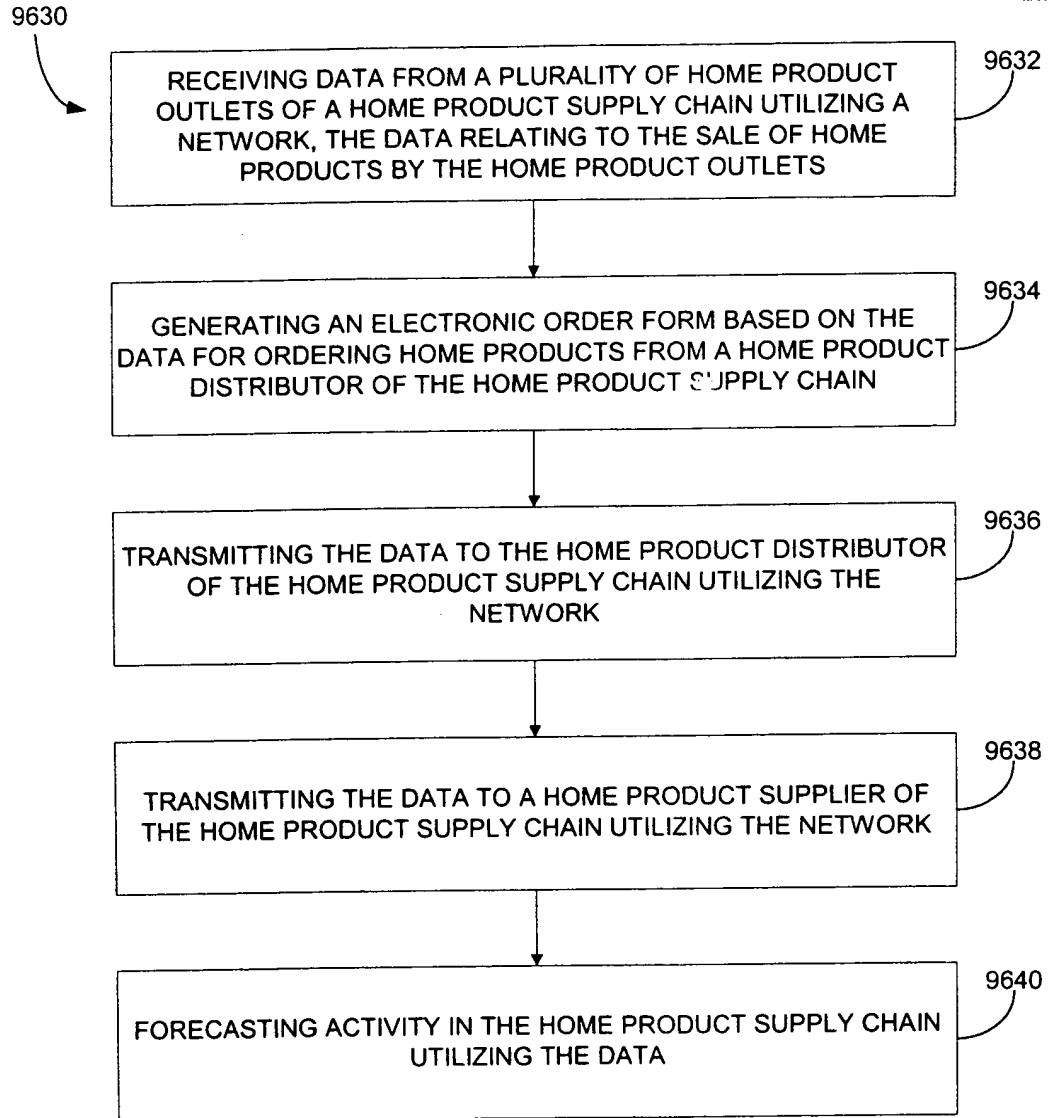 9630
RECEIVING DATA FROM A PLURALITY OF HOME PRODUCT
OUTLETS OF A HOME PRODUCT SUPPLY CHAIN UTILIZING A
NETWORK, THE DATA RELATING TO THE SALE OF HOME
PRODUCTS BY THE HOME PRODUCT OUTLETS
9632
GENERATING AN ELECTRONIC ORDER FORM BASED ON THE
DATA FOR ORDERING HOME PRODUCTS FROM A HOME PRODUCT
DISTRIBUTOR OF THE HOME PRODUCT SUPPLY CHAIN
9634
TRANSMITTING THE DATA TO THE HOME PRODUCT DISTRIBUTOR
OF THE HOME PRODUCT SUPPLY CHAIN UTILIZING THE
NETWORK
9636
TRANSMITTING THE DATA TO A HOME PRODUCT SUPPLIER OF
THE HOME PRODUCT SUPPLY CHAIN UTILIZING THE NETWORK
9638
FORECASTING ACTIVITY IN THE HOME PRODUCT SUPPLY CHAIN
UTILIZING THE DATA
9640